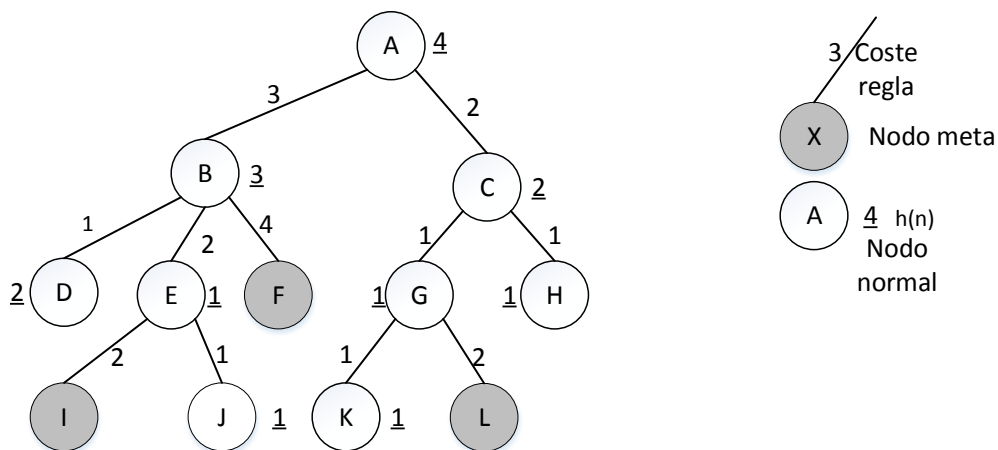 A 4
3
2
B 3
C 2
1
2
4
1
1
2 D
E 1
F
1 G
1 H
2
1
1
2
I
J 1
K 1
L
3 Coste
regla
X Nodo meta
A 4 h(n)
Nodo
normal